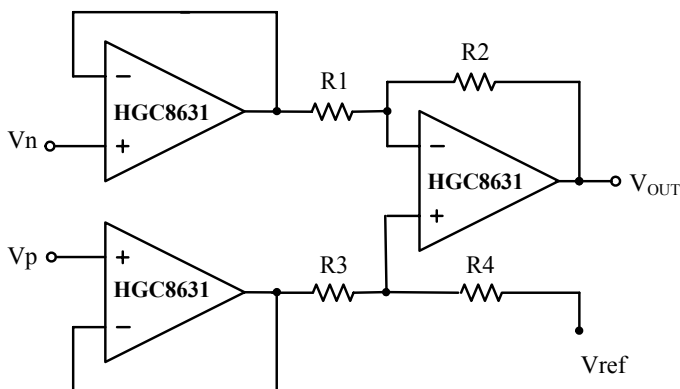 R1
R2
−
HGC8631
Vn
+
−
HGC8631
V_OUT
+
Vp
+
HGC8631
−
R3
R4
Vref